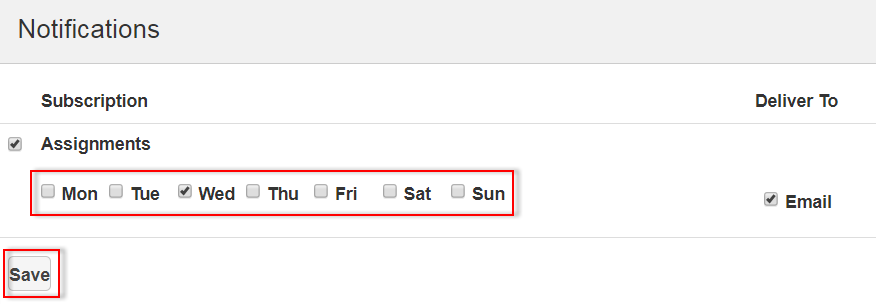 Notifications
Subscription Deliver To
Assignments
Mon Tue Wed Thu Fri Sat Sun
Email
Save